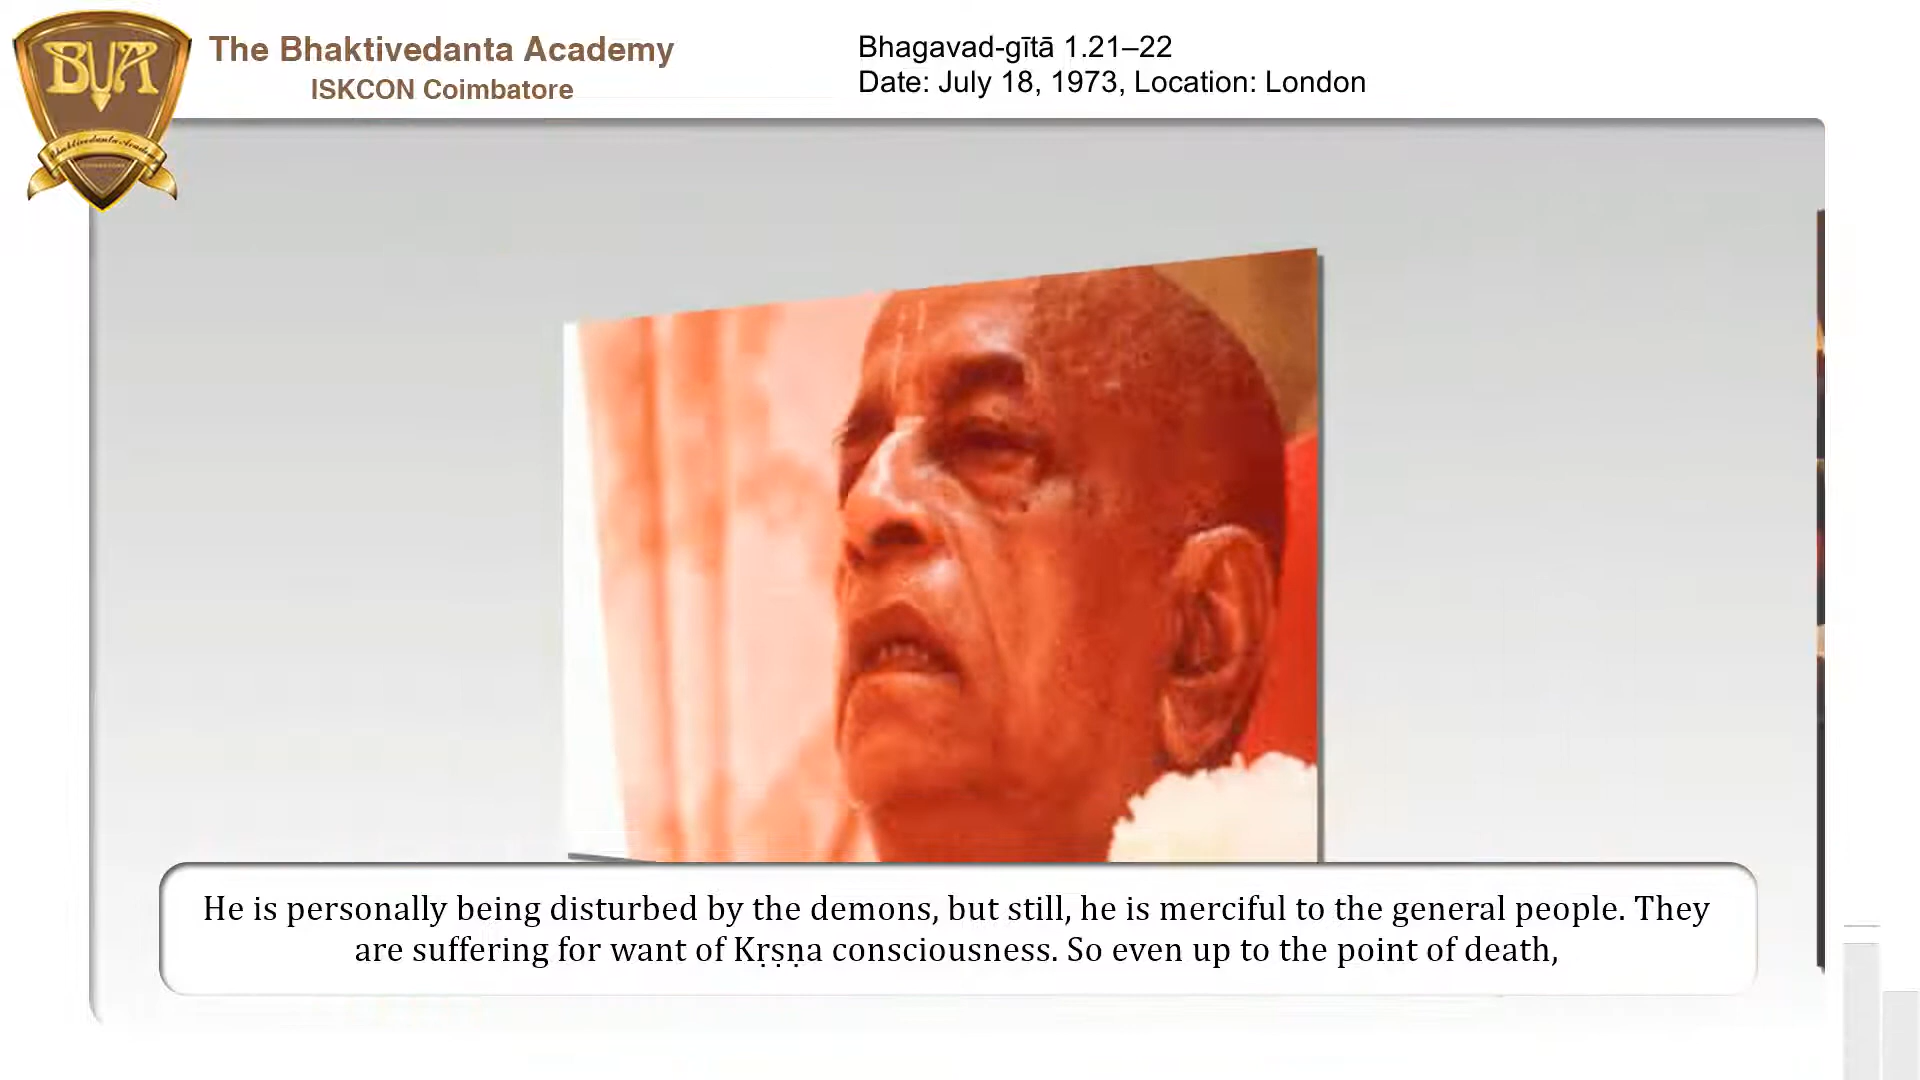 BVA
The Bhaktivedanta Academy
ISKCON Coimbatore
Bhagavad-gītā 1.21–22
Date: July 18, 1973, Location: London
He is personally being disturbed by the demons, but still, he is merciful to the general people. They
are suffering for want of Kṛṣṇa consciousness. So even up to the point of death,